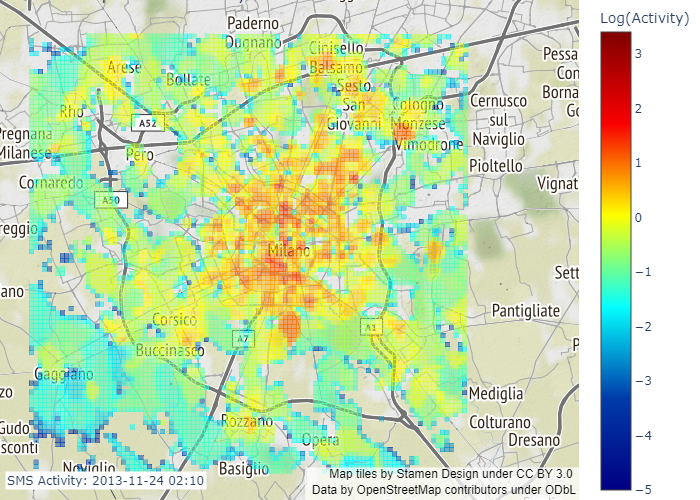 Paderno
Dugnano
Cinisello
Balsamo
Arese
Bollate
Sesto
San
Giovanni
Rho
Cologno
Monzese
Cernusco
sul
Naviglio
A52
Pregnana
Milanese
Pero
Vimodrone
Pioltello
Cornaredo
Vignat
A50
reggio
Milano
Sett
ano
Pantigliate
Corsico
A7
A1
Buccinasco
Gaggiano
zo
Mediglia
Rozzano
Colturano
Dresano
Gudo
sconti
Opera
Noviglio
Basiglio
Pessa
Con
Borna
Go
P
SMS Activity: 2013-11-24 02:10
Map tiles by Stamen Design under CC BY 3.0
Data by OpenStreetMap contributors under ODbL
Log(Activity)
3
2
1
0
−1
−2
−3
−4
−5